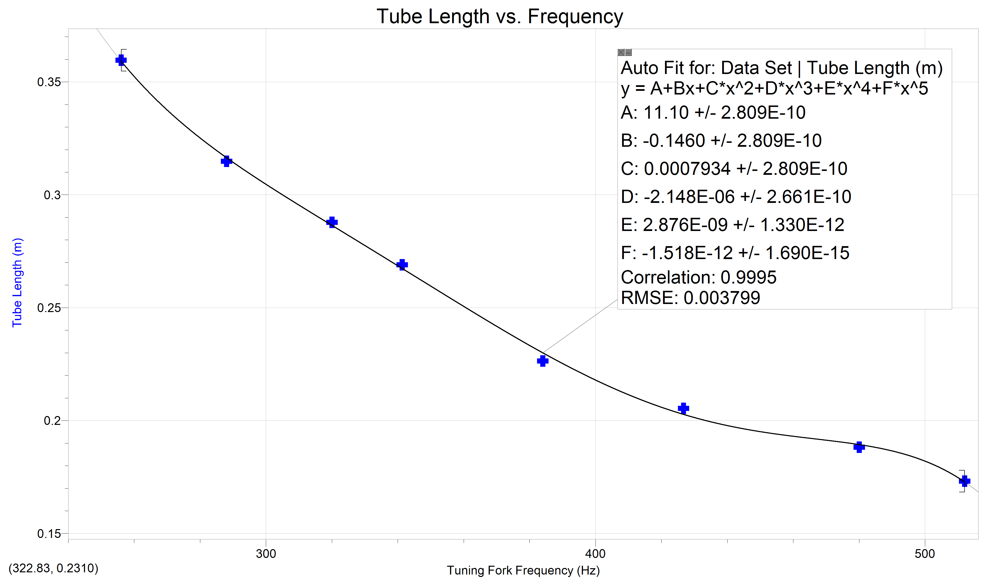 Tube Length vs. Frequency
Auto Fit for: Data Set | Tube Length (m)
y = A+Bx+C*x^2+D*x^3+E*x^4+F*x^5
A: 11.10 +/- 2.809E-10
B: -0.1460 +/- 2.809E-10
C: 0.0007934 +/- 2.809E-10
D: -2.148E-06 +/- 2.661E-10
E: 2.876E-09 +/- 1.330E-12
F: -1.518E-12 +/- 1.690E-15
Correlation: 0.9995
RMSE: 0.003799
Tube Length (m)
0.35
0.3
0.25
0.2
0.15
300
400
500
(322.83, 0.2310)
Tuning Fork Frequency (Hz)